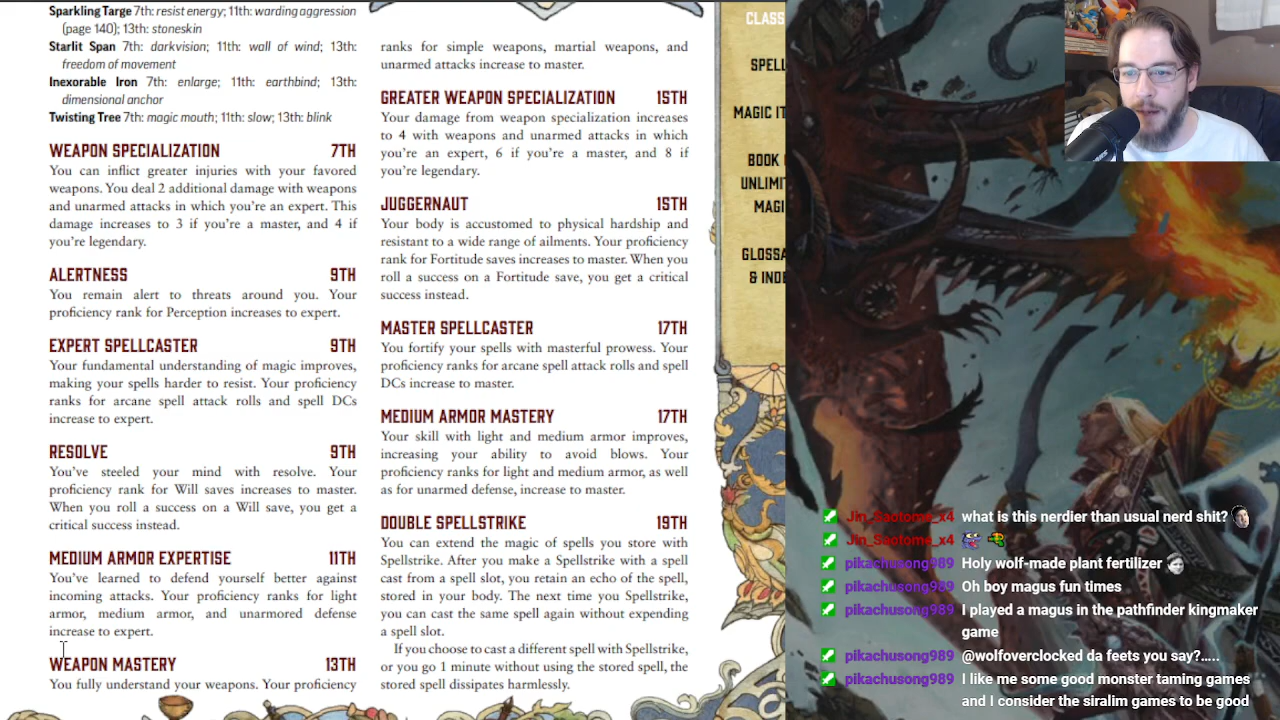 Sparkling Targe 7th: resist energy; 11th: warding aggression
(page 140); 13th: stoneskin
Starlit Span 7th: darkvision; 11th: wall of wind; 13th:
freedom of movement
Inexorable Iron 7th: enlarge; 11th: earthbind; 13th:
dimensional anchor
Twisting Tree 7th: magic mouth; 11th: slow; 13th: blink
WEAPON SPECIALIZATION 7TH
You can inflict greater injuries with your favored
weapons. You deal 2 additional damage with weapons
and unarmed attacks in which you're an expert. This
damage increases to 3 if you're a master, and 4 if
you're legendary.
ALERTNESS 9TH
You remain alert to threats around you. Your
proficiency rank for Perception increases to expert.
EXPERT SPELLCASTER 9TH
Your fundamental understanding of magic improves,
making your spells harder to resist. Your proficiency
ranks for arcane spell attack rolls and spell DCs
increase to expert.
RESOLVE 9TH
You've steeled your mind with resolve. Your
proficiency rank for Will saves increases to master.
When you roll a success on a Will save, you get a
critical success instead.
MEDIUM ARMOR EXPERTISE 11TH
You've learned to defend yourself better against
incoming attacks. Your proficiency ranks for light
armor, medium armor, and unarmored defense
increase to expert.
WEAPON MASTERY 13TH
You fully understand your weapons. Your proficiency
ranks for simple weapons, martial weapons, and
unarmed attacks increase to master.
GREATER WEAPON SPECIALIZATION 15TH
Your damage from weapon specialization increases
to 4 with weapons and unarmed attacks in which
you're an expert, 6 if you're a master, and 8 if
you're legendary.
JUGGERNAUT 15TH
Your body is accustomed to physical hardship and
resistant to a wide range of ailments. Your proficiency
rank for Fortitude saves increases to master. When you
roll a success on a Fortitude save, you get a critical
success instead.
MASTER SPELLCASTER 17TH
You fortify your spells with masterful prowess. Your
proficiency ranks for arcane spell attack rolls and spell
DCs increase to master.
MEDIUM ARMOR MASTERY 17TH
Your skill with light and medium armor improves,
increasing your ability to avoid blows. Your
proficiency ranks for light and medium armor, as well
as for unarmed defense, increase to master.
DOUBLE SPELLSTRIKE 19TH
You can extend the magic of spells you store with
Spellstrike. After you make a Spellstrike with a spell
cast from a spell slot, you retain an echo of the spell,
stored in your body. The next time you Spellstrike,
you can cast the same spell again without expending
a spell slot.
If you choose to cast a different spell with Spellstrike,
or you go 1 minute without using the stored spell, the
stored spell dissipates harmlessly.
CLASS
SPELL
MAGIC IT
BOOK
UNLIMIT
MAGI
GLOSSA
& INDE
Jin_Saotome_x4 what is this nerdier than usual nerd shit?
Jin_Saotome_x4
pikachusong989 Holy wolf-made plant fertilizer
pikachusong989 Oh boy magus fun times
pikachusong989 I played a magus in the pathfinder kingmaker
game
pikachusong989 @wolfoverclocked da feets you say?.....
pikachusong989 I like me some good monster taming games
and I consider the siralim games to be good